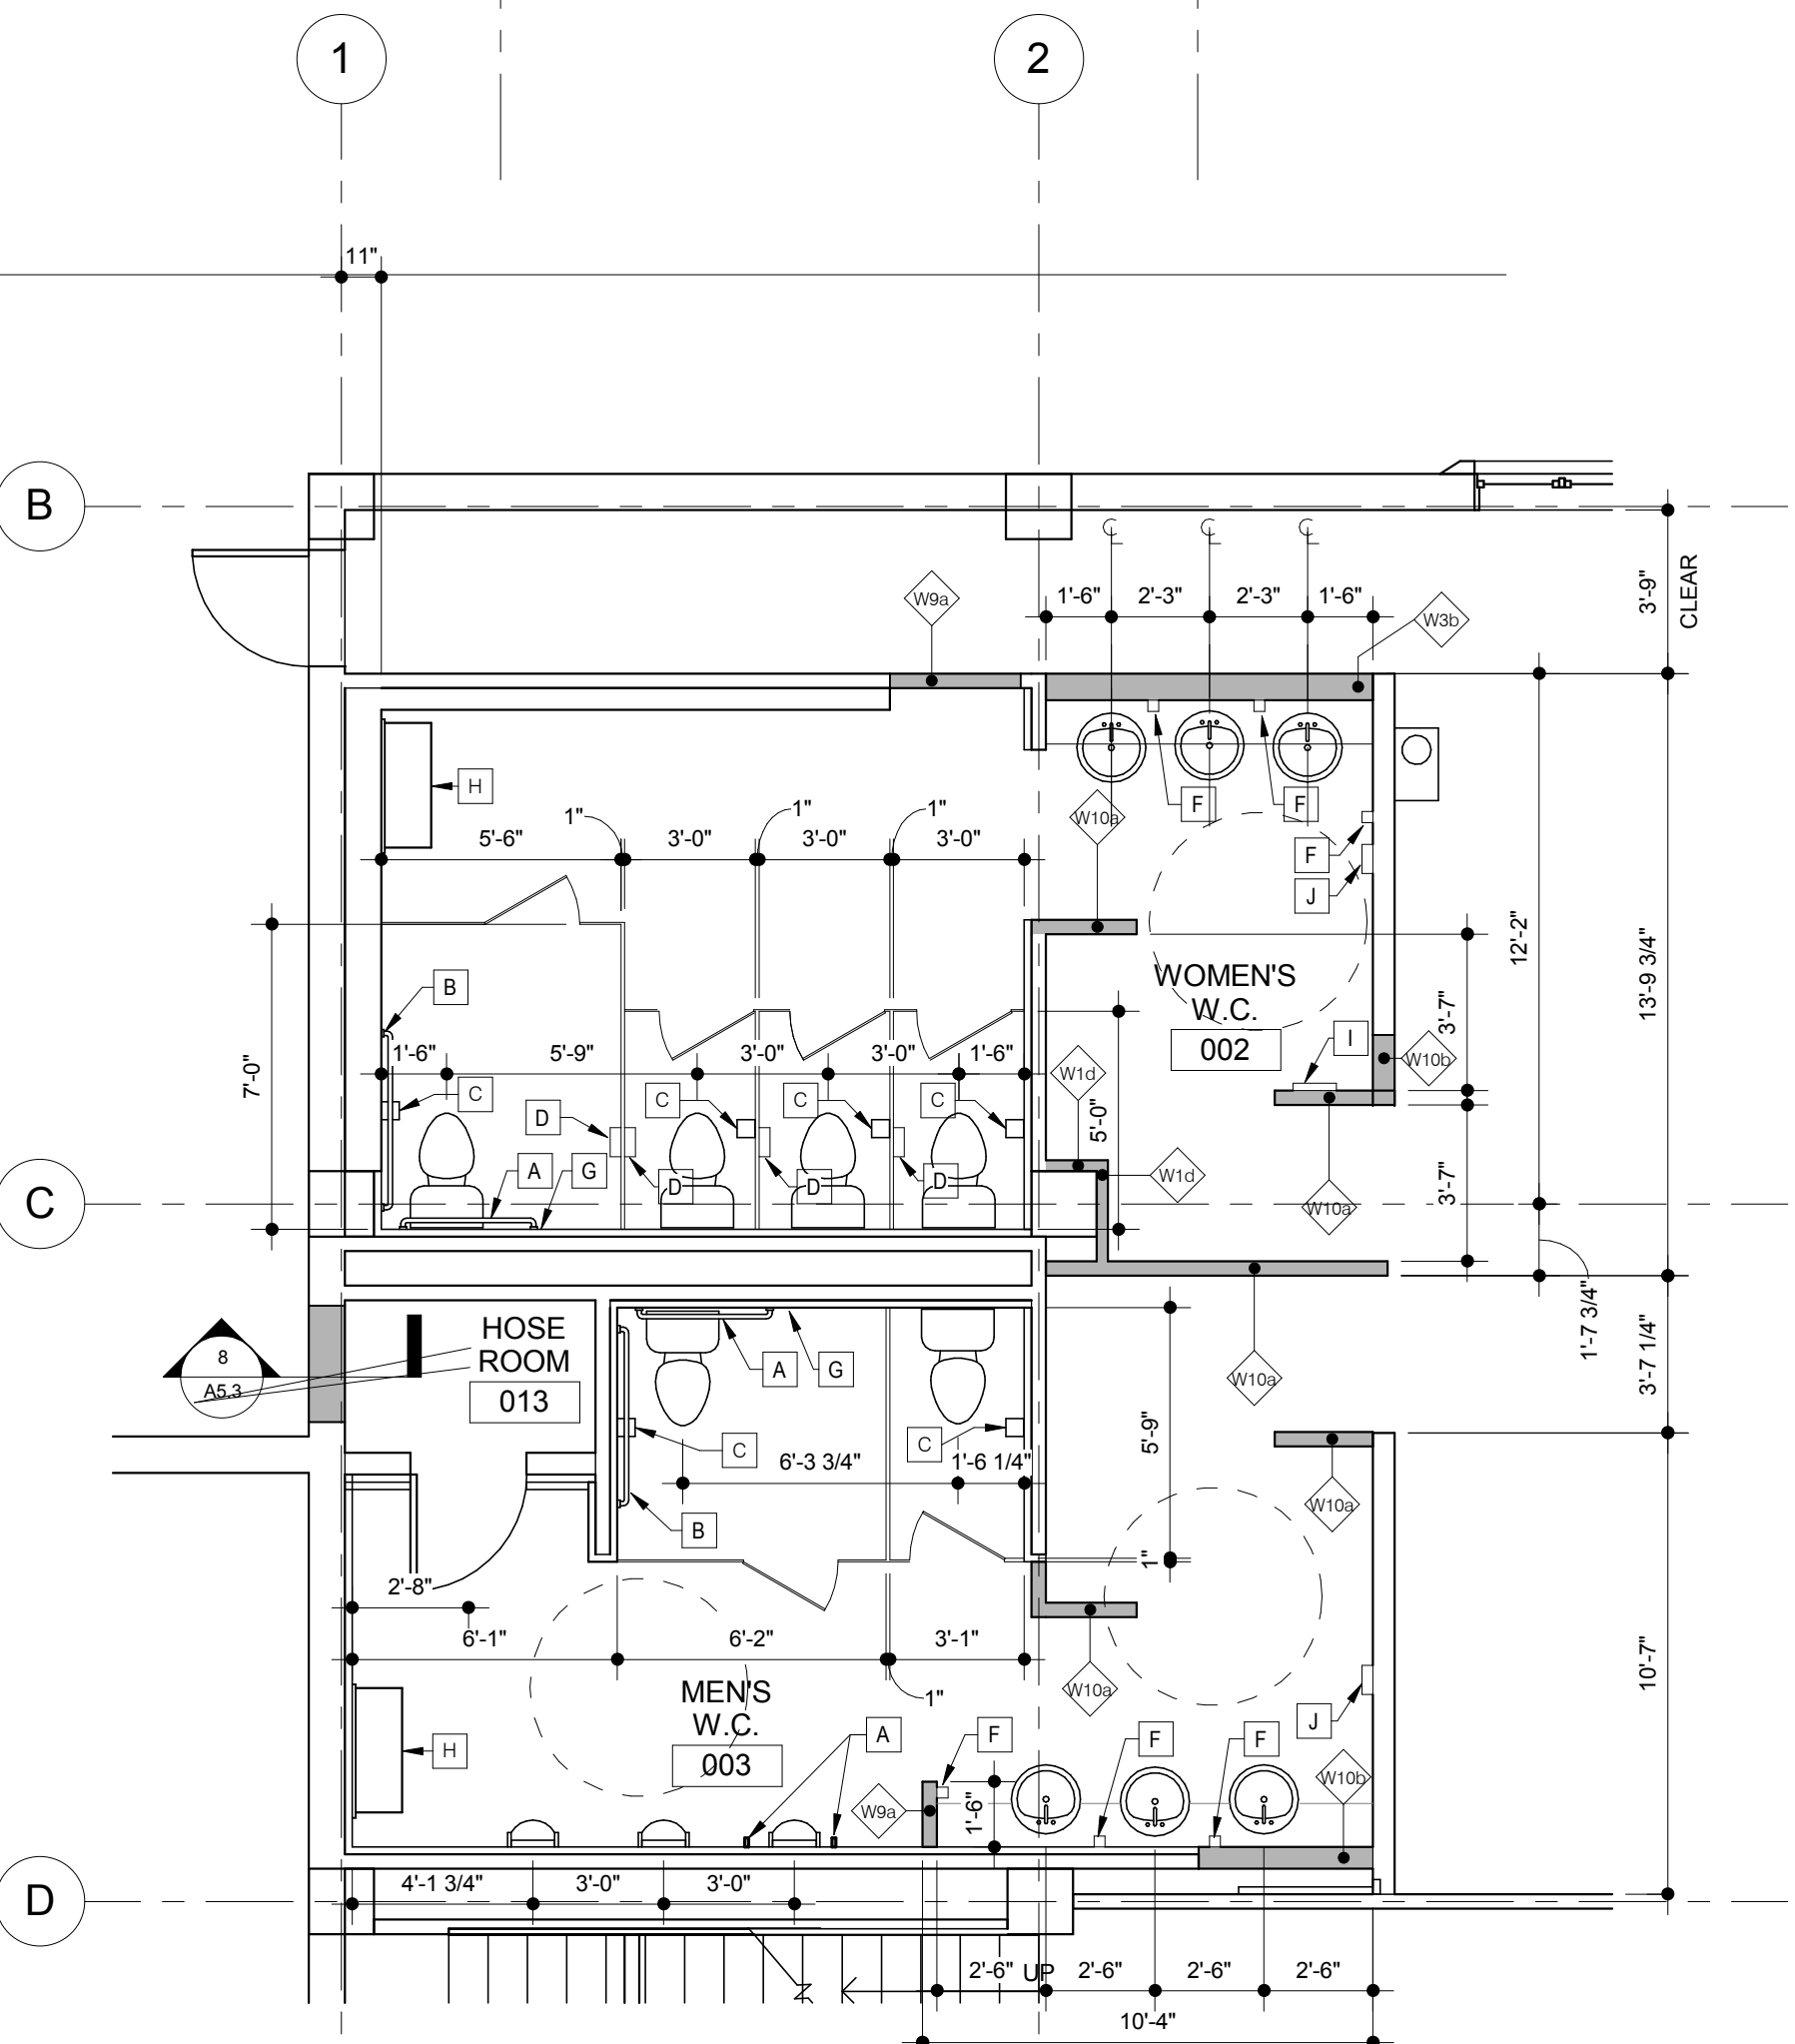 1
2
11"
B
3'-9"
CLEAR
W9a
1'-6"
2'-3"
2'-3"
1'-6"
W3b
H
F
F
W10a
1"
1"
1"
5'-6"
3'-0"
3'-0"
3'-0"
F
J
12'-2"
13'-9 3/4"
B
WOMEN'S
W.C.
002
3'-7"
I
W10b
7'-0"
1'-6"
5'-9"
3'-0"
3'-0"
1'-6"
W1d
C
C
C
C
D
5'-0"
A
G
D
D
D
W1d
W10a
3'-7"
C
1'-7 3/4"
HOSE
ROOM
013
8
A5.3
A
G
W10a
3'-7 1/4"
C
C
6'-3 3/4"
1'-6 1/4"
5'-9"
W10a
B
1"
2'-8"
6'-1"
6'-2"
3'-1"
W10a
10'-7"
MEN'S
W.C.
003
1"
J
H
A
F
F
F
W10b
W9a
1'-6"
D
4'-1 3/4"
3'-0"
3'-0"
2'-6"
UP
2'-6"
2'-6"
2'-6"
10'-4"